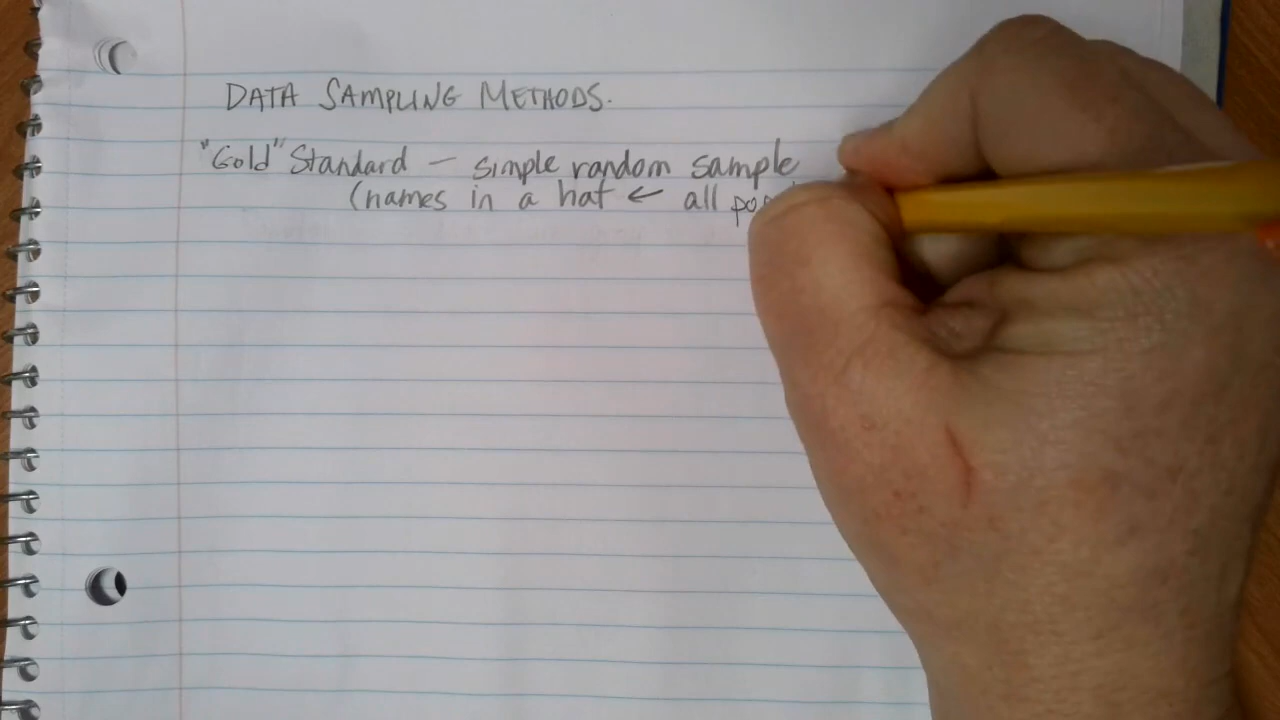 DATA SAMPLING METHODS.
"Gold" Standard — simple random sample
(names in a hat ← all